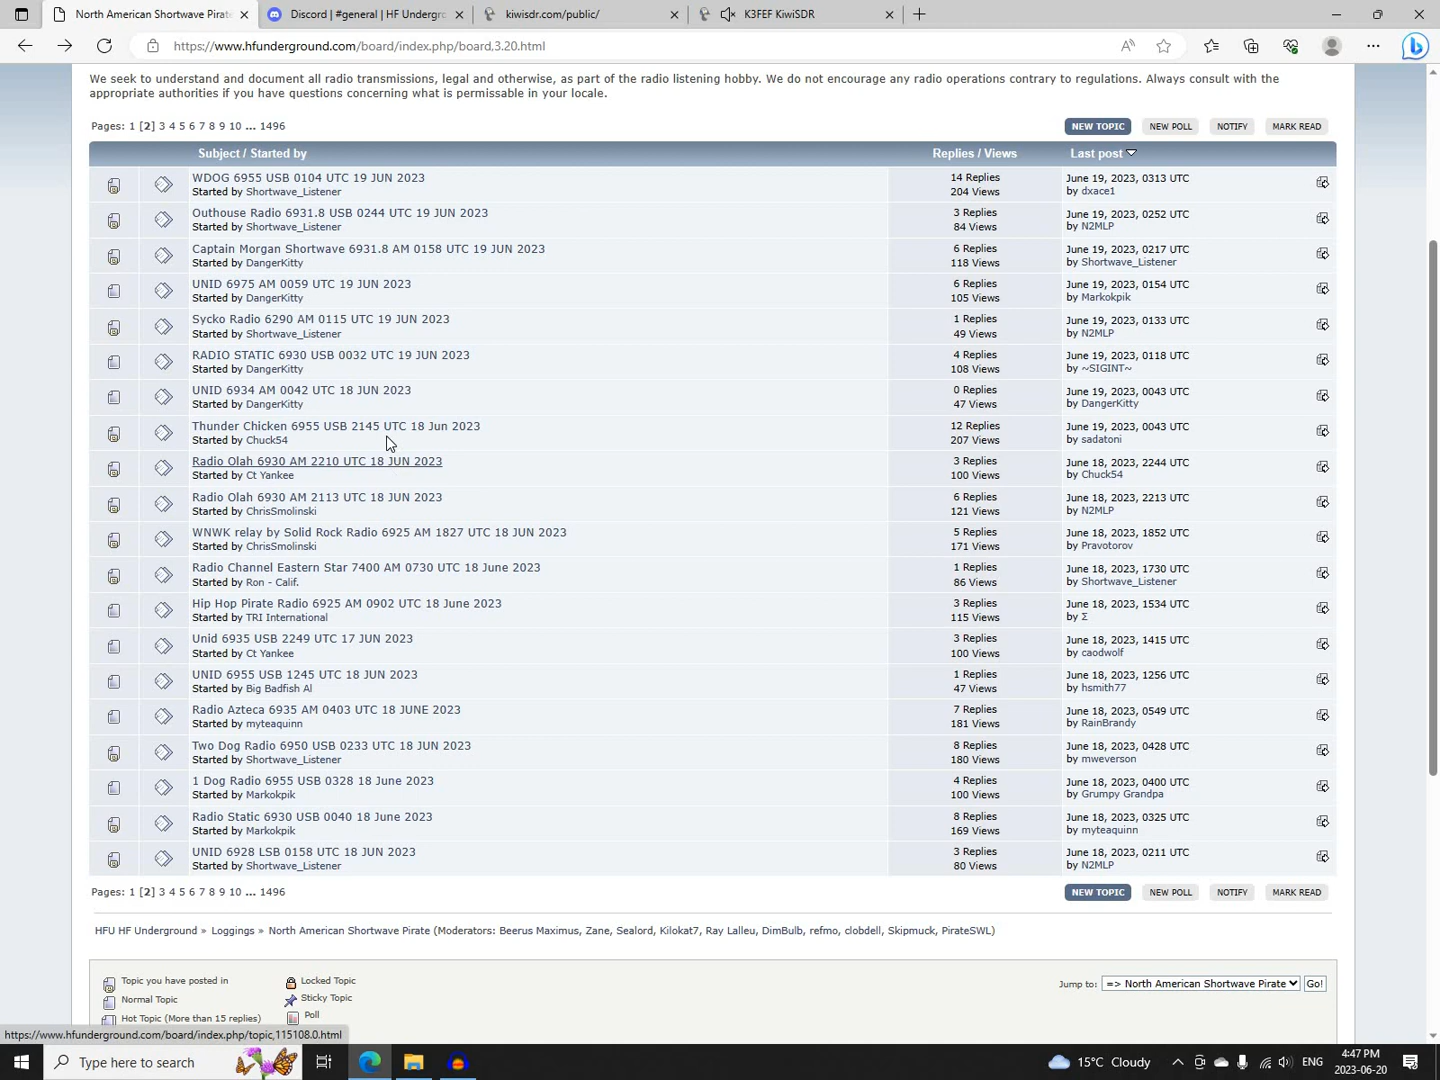 North American Shortwave Pirate
Discord | #general | HF Undergro
kiwisdr.com/public/
K3FEF KiwiSDR
https://www.hfunderground.com/board/index.php/board,3.20.html
We seek to understand and document all radio transmissions, legal and otherwise, as part of the radio listening hobby. We do not encourage any radio operations contrary to regulations. Always consult with the
appropriate authorities if you have questions concerning what is permissable in your locale.
Pages: 1 [2] 3 4 5 6 7 8 9 10 ... 1496
NEW TOPIC NEW POLL NOTIFY MARK READ
Subject / Started by Replies / Views Last post
WDOG 6955 USB 0104 UTC 19 JUN 2023 14 Replies June 19, 2023, 0313 UTC
Started by Shortwave_Listener 204 Views by dxace1
Outhouse Radio 6931.8 USB 0244 UTC 19 JUN 2023 3 Replies June 19, 2023, 0252 UTC
Started by Shortwave_Listener 84 Views by N2MLP
Captain Morgan Shortwave 6931.8 AM 0158 UTC 19 JUN 2023 6 Replies June 19, 2023, 0217 UTC
Started by DangerKitty 118 Views by Shortwave_Listener
UNID 6975 AM 0059 UTC 19 JUN 2023 6 Replies June 19, 2023, 0154 UTC
Started by DangerKitty 105 Views by Markokpik
Sycko Radio 6290 AM 0115 UTC 19 JUN 2023 1 Replies June 19, 2023, 0133 UTC
Started by Shortwave_Listener 49 Views by N2MLP
RADIO STATIC 6930 USB 0032 UTC 19 JUN 2023 4 Replies June 19, 2023, 0118 UTC
Started by DangerKitty 108 Views by ~SIGINT~
UNID 6934 AM 0042 UTC 18 JUN 2023 0 Replies June 19, 2023, 0043 UTC
Started by DangerKitty 47 Views by DangerKitty
Thunder Chicken 6955 USB 2145 UTC 18 Jun 2023 12 Replies June 19, 2023, 0043 UTC
Started by Chuck54 207 Views by sadatoni
Radio Olah 6930 AM 2210 UTC 18 JUN 2023 3 Replies June 18, 2023, 2244 UTC
Started by Ct Yankee 100 Views by Chuck54
Radio Olah 6930 AM 2113 UTC 18 JUN 2023 6 Replies June 18, 2023, 2213 UTC
Started by ChrisSmolinski 121 Views by N2MLP
WNWK relay by Solid Rock Radio 6925 AM 1827 UTC 18 JUN 2023 5 Replies June 18, 2023, 1852 UTC
Started by ChrisSmolinski 171 Views by Pravotorov
Radio Channel Eastern Star 7400 AM 0730 UTC 18 June 2023 1 Replies June 18, 2023, 1730 UTC
Started by Ron - Calif. 86 Views by Shortwave_Listener
Hip Hop Pirate Radio 6925 AM 0902 UTC 18 June 2023 3 Replies June 18, 2023, 1534 UTC
Started by TRI International 115 Views by Σ
Unid 6935 USB 2249 UTC 17 JUN 2023 3 Replies June 18, 2023, 1415 UTC
Started by Ct Yankee 100 Views by caodwolf
UNID 6955 USB 1245 UTC 18 JUN 2023 1 Replies June 18, 2023, 1256 UTC
Started by Big Badfish Al 47 Views by hsmith77
Radio Azteca 6935 AM 0403 UTC 18 JUNE 2023 7 Replies June 18, 2023, 0549 UTC
Started by myteaquinn 181 Views by RainBrandy
Two Dog Radio 6950 USB 0233 UTC 18 JUN 2023 8 Replies June 18, 2023, 0428 UTC
Started by Shortwave_Listener 180 Views by mweverson
1 Dog Radio 6955 USB 0328 18 June 2023 4 Replies June 18, 2023, 0400 UTC
Started by Markokpik 100 Views by Grumpy Grandpa
Radio Static 6930 USB 0040 18 June 2023 8 Replies June 18, 2023, 0325 UTC
Started by Markokpik 169 Views by myteaquinn
UNID 6928 LSB 0158 UTC 18 JUN 2023 3 Replies June 18, 2023, 0211 UTC
Started by Shortwave_Listener 80 Views by N2MLP
Pages: 1 [2] 3 4 5 6 7 8 9 10 ... 1496
NEW TOPIC NEW POLL NOTIFY MARK READ
HFU HF Underground » Loggings » North American Shortwave Pirate (Moderators: Beerus Maximus, Zane, Sealord, Kilokat7, Ray Lalleu, DimBulb, refmo, clobdell, Skipmuck, PirateSWL)
Topic you have posted in Locked Topic Jump to: => North American Shortwave Pirate Go!
Normal Topic Sticky Topic
Hot Topic (More than 15 replies) Poll
https://www.hfunderground.com/board/index.php/topic,115108.0.html
Type here to search 15°C Cloudy ENG 4:47 PM
2023-06-20